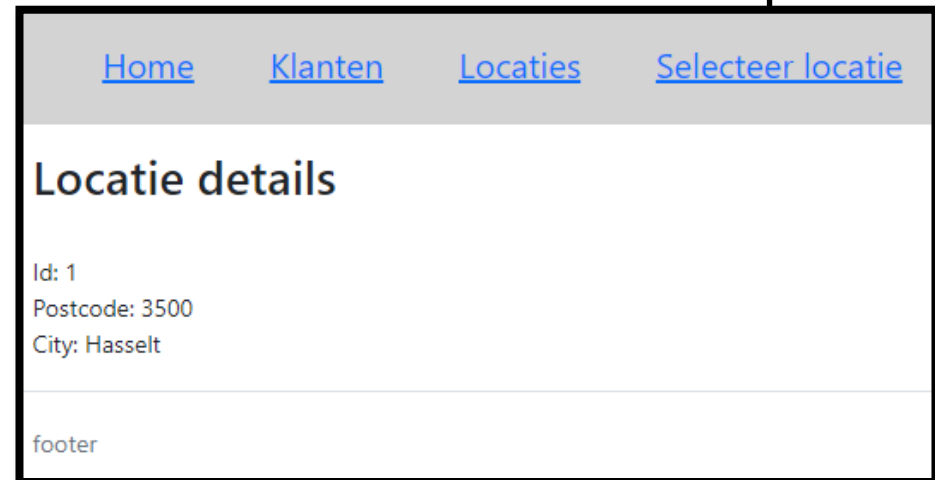 Home Klanten Locaties Selecteer locatie
Locatie details
Id: 1
Postcode: 3500
City: Hasselt
footer